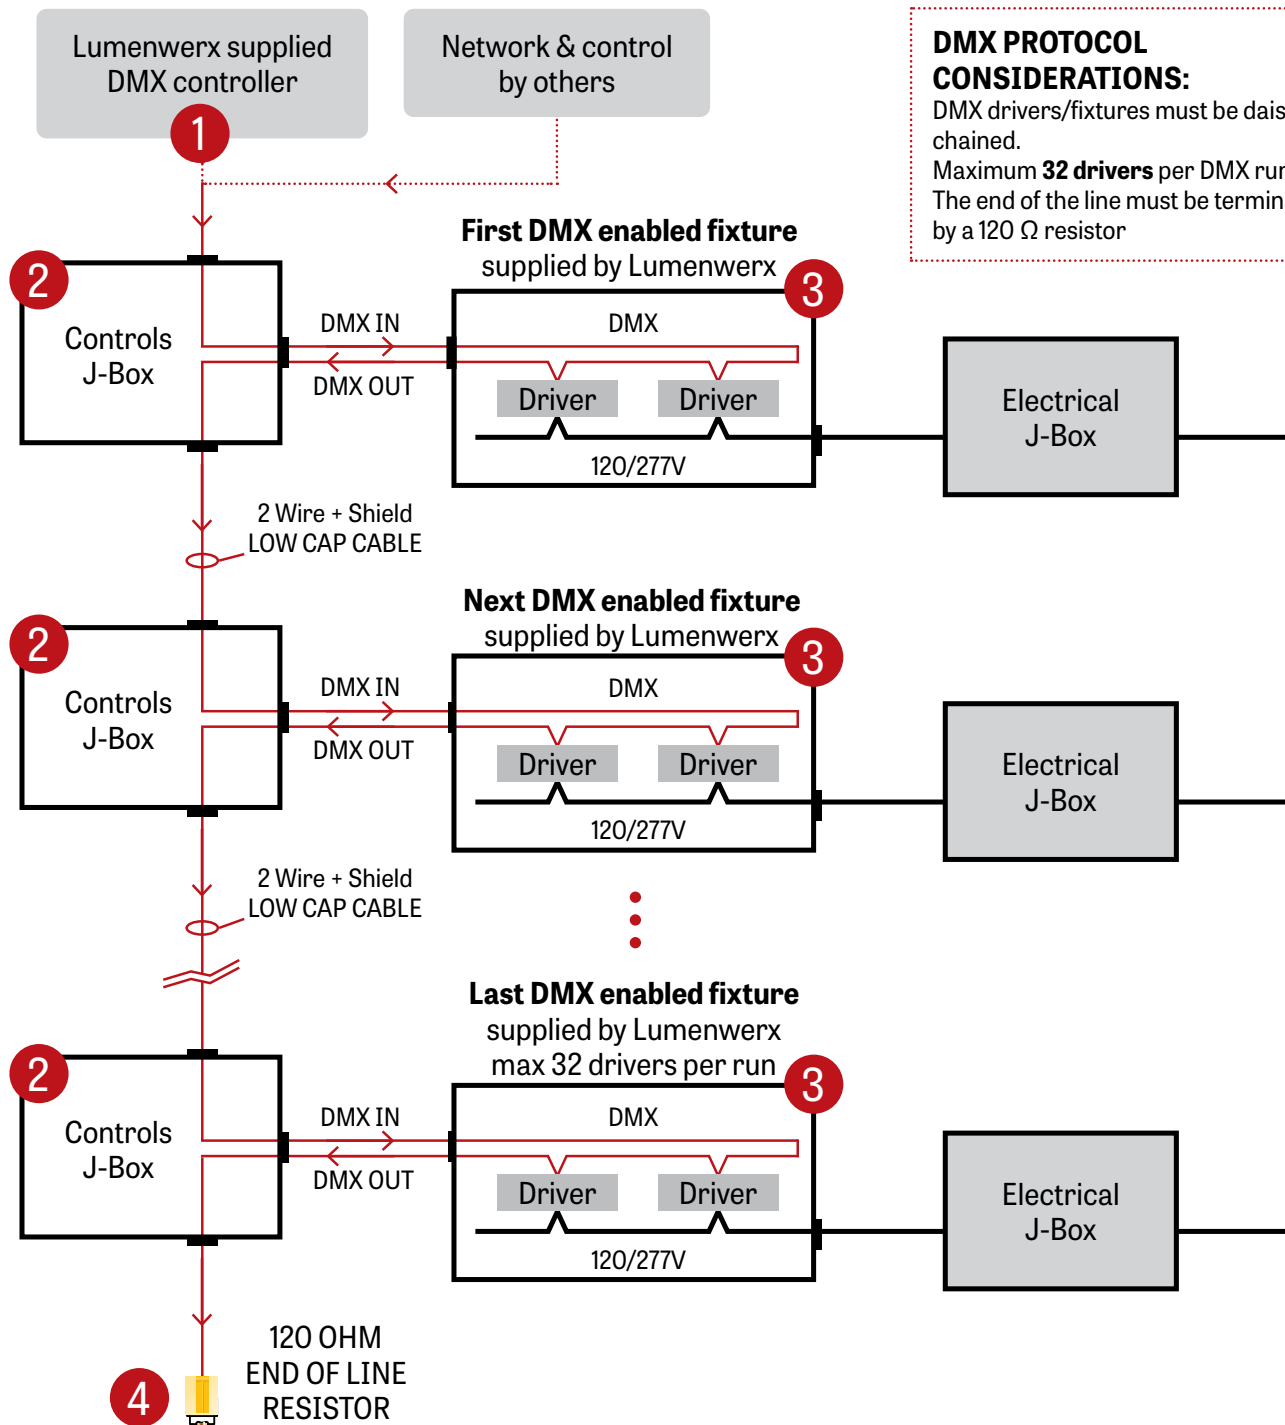 Lumenwerx supplied
DMX controller
1
Network & control
by others
DMX PROTOCOL
CONSIDERATIONS:
DMX drivers/fixtures must be dais
chained.
Maximum 32 drivers per DMX run
The end of the line must be termin
by a 120 Ω resistor
First DMX enabled fixture
supplied by Lumenwerx
2
Controls
J-Box
DMX IN
DMX OUT
3
DMX
Driver
Driver
120/277V
Electrical
J-Box
2 Wire + Shield
LOW CAP CABLE
Next DMX enabled fixture
supplied by Lumenwerx
2
Controls
J-Box
DMX IN
DMX OUT
3
DMX
Driver
Driver
120/277V
Electrical
J-Box
2 Wire + Shield
LOW CAP CABLE
Last DMX enabled fixture
supplied by Lumenwerx
max 32 drivers per run
2
Controls
J-Box
DMX IN
DMX OUT
3
DMX
Driver
Driver
120/277V
Electrical
J-Box
4
120 OHM
END OF LINE
RESISTOR